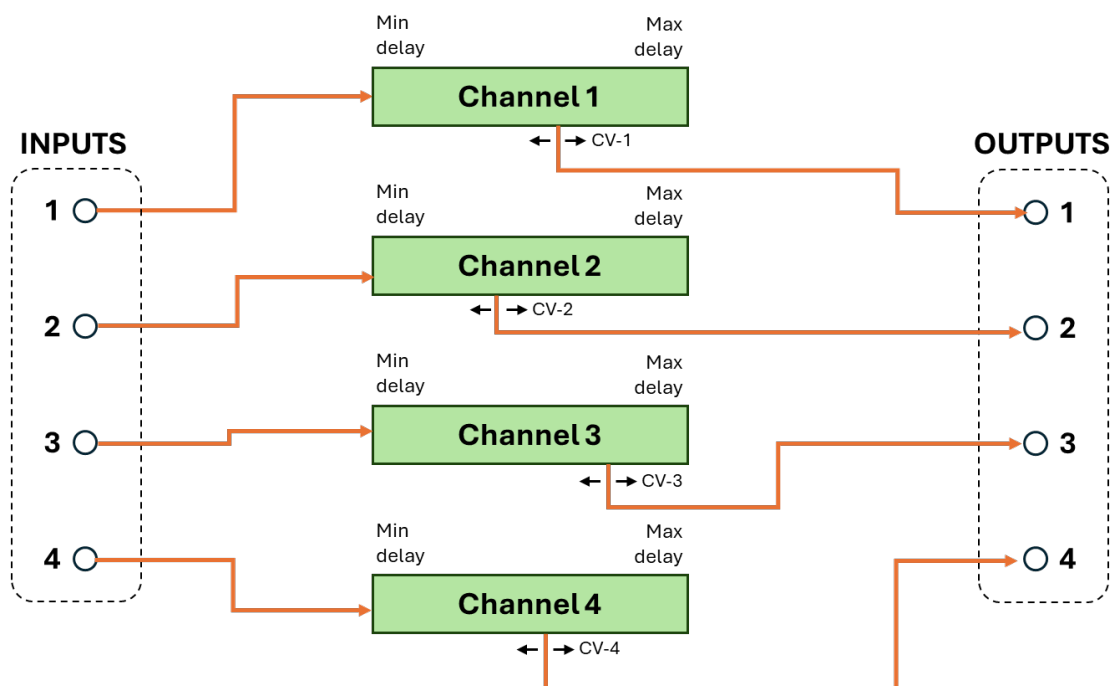 Min
delay
Max
delay
Channel 1
CV-1
INPUTS
OUTPUTS
1
1
Min
delay
Max
delay
Channel 2
CV-2
2
2
Min
delay
Max
delay
Channel 3
CV-3
3
3
Min
delay
Max
delay
4
4
Channel 4
CV-4